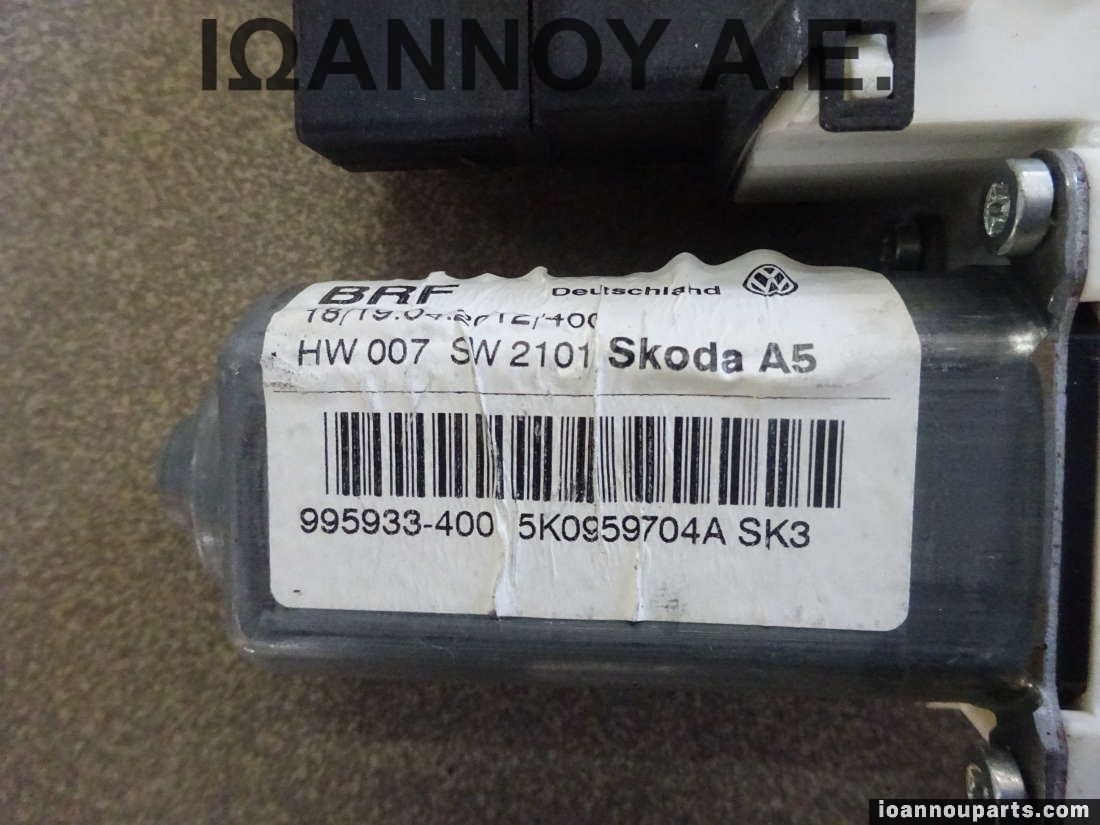 ΙΩΑΝΝΟΥ Α.Ε.
BRF Deutschland
HW 007 SW 2101 Skoda A5
995933-400 5K0959704A SK3
ioannouparts.com